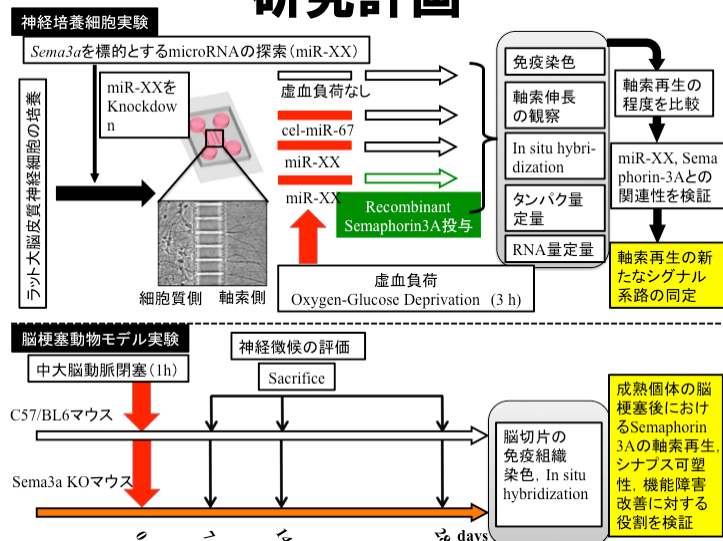 研究計画
神経培養細胞実験
Sema3aを標的とするmicroRNAの探索（miR-XX）
ラット大脳皮質神経細胞の培養
miR-XXを
Knockdow
n
細胞質側
軸索側
虚血負荷なし
cel-miR-67
miR-XX
miR-XX
Recombinant
Semaphorin3A投与
虚血負荷
Oxygen-Glucose Deprivation (3 h)
免疫染色
軸索伸長
の観察
In situ hybri-
dization
タンパク量
定量
RNA量定量
軸索再生の
程度を比較
miR-XX, Sema
phorin-3Aとの
関連性を検証
軸索再生の新
たなシグナル
系路の同定
脳梗塞動物モデル実験
中大脳動脈閉塞（1h）
神経徴候の評価
Sacrifice
C57/BL6マウス
Sema3a KOマウス
0
7
14
28
days
脳切片の
免疫組織
染色, In situ
hybridization
成熟個体の脳
梗塞後におけ
るSemaphorin
3Aの軸索再生,
シナプス可塑
性, 機能障害
改善に対する
役割を検証